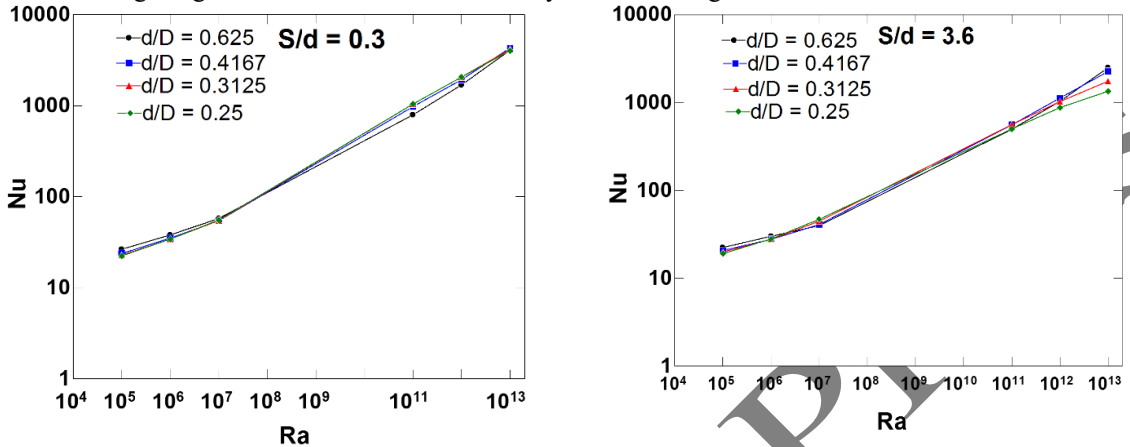 10000
d/D = 0.625
S/d = 0.3
d/D = 0.4167
d/D = 0.3125
d/D = 0.25
1000
100
10
1
Nu
10⁴ 10⁵ 10⁶ 10⁷ 10⁸ 10⁹ 10¹¹ 10¹³
Ra
10000
d/D = 0.625
S/d = 3.6
d/D = 0.4167
d/D = 0.3125
d/D = 0.25
1000
100
10
1
Nu
10⁴ 10⁵ 10⁶ 10⁷ 10⁸ 10⁹ 10¹⁰ 10¹¹ 10¹² 10¹³
Ra